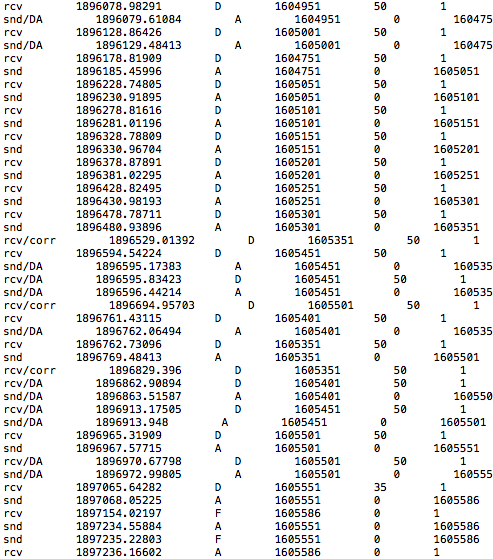 rcv 1896078.98291 D 1604951 50 1
snd/DA 1896079.61084 A 1604951 0 160475
rcv 1896128.86426 D 1605001 50 1
snd/DA 1896129.48413 A 1605001 0 160475
rcv 1896178.81909 D 1604751 50 1
snd 1896185.45996 A 1604751 0 1605051
rcv 1896228.74805 D 1605051 50 1
snd 1896230.91895 A 1605051 0 1605101
rcv 1896278.81616 D 1605101 50 1
snd 1896281.01196 A 1605101 0 1605151
rcv 1896328.78809 D 1605151 50 1
snd 1896330.96704 A 1605151 0 1605201
rcv 1896378.87891 D 1605201 50 1
snd 1896381.02295 A 1605201 0 1605251
rcv 1896428.82495 D 1605251 50 1
snd 1896430.98193 A 1605251 0 1605301
rcv 1896478.78711 D 1605301 50 1
snd 1896480.93896 A 1605301 0 1605351
rcv/corr 1896529.01392 D 1605351 50 1
rcv 1896594.54224 D 1605451 50 1
snd/DA 1896595.17383 A 1605451 0 160535
rcv/DA 1896595.83423 D 1605451 50 1
snd/DA 1896596.44214 A 1605451 0 160535
rcv/corr 1896694.95703 D 1605501 50 1
rcv 1896761.43115 D 1605401 50 1
snd/DA 1896762.06494 A 1605401 0 160535
rcv 1896762.73096 D 1605351 50 1
snd 1896769.48413 A 1605351 0 1605501
rcv/corr 1896829.396 D 1605351 50 1
rcv/DA 1896862.90894 D 1605401 50 1
snd/DA 1896863.51587 A 1605401 0 160550
rcv/DA 1896913.17505 D 1605451 50 1
snd/DA 1896913.948 A 1605451 0 1605501
rcv 1896965.31909 D 1605501 50 1
snd 1896967.57715 A 1605501 0 1605551
rcv/DA 1896970.67798 D 1605501 50 1
snd/DA 1896972.99805 A 1605501 0 160555
rcv 1897065.64282 D 1605551 35 1
snd 1897068.05225 A 1605551 0 1605586
rcv 1897154.02197 F 1605586 0 1
snd 1897234.55884 A 1605551 0 1605586
snd 1897235.22803 F 1605551 0 1605586
rcv 1897236.16602 A 1605586 0 1